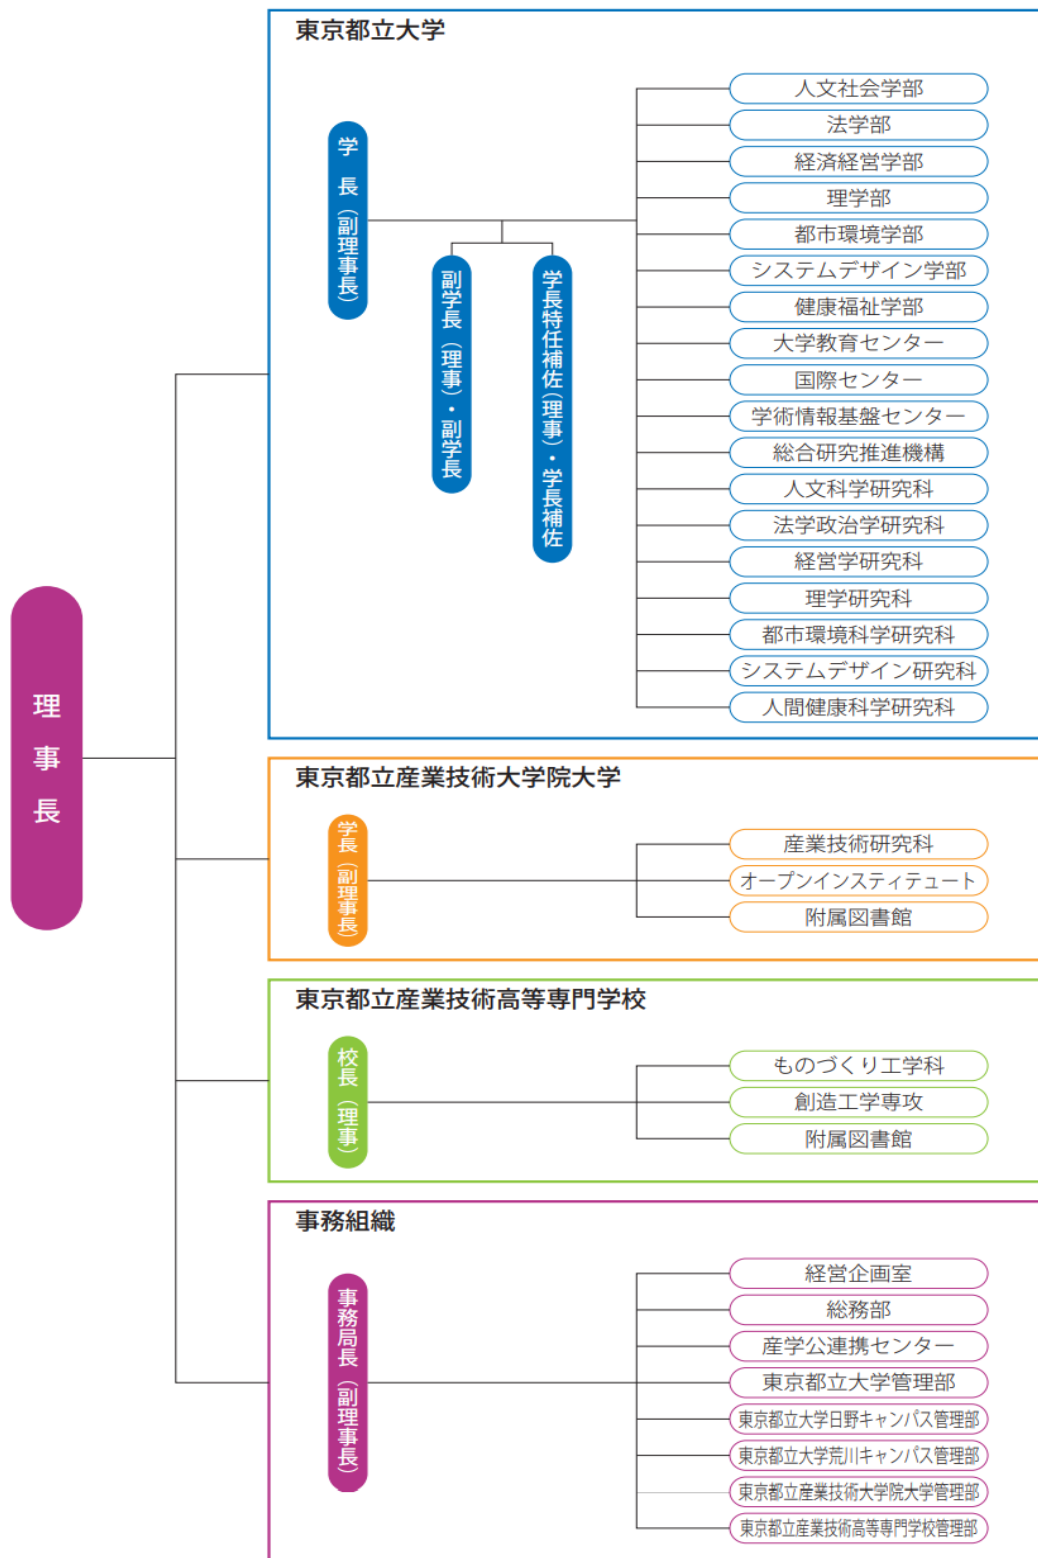 理事長
東京都立大学
学長（副理事長）
副学長（理事）・副学長
学長特任補佐（理事）・学長補佐
人文社会学部
法学部
経済経営学部
理学部
都市環境学部
システムデザイン学部
健康福祉学部
大学教育センター
国際センター
学術情報基盤センター
総合研究推進機構
人文科学研究科
法学政治学研究科
経営学研究科
理学研究科
都市環境科学研究科
システムデザイン研究科
人間健康科学研究科
東京都立産業技術大学院大学
学長（副理事長）
産業技術研究科
オープンインスティテュート
附属図書館
東京都立産業技術高等専門学校
校長（理事）
ものづくり工学科
創造工学専攻
附属図書館
事務組織
事務局長（副理事長）
経営企画室
総務部
産学公連携センター
東京都立大学管理部
東京都立大学日野キャンパス管理部
東京都立大学荒川キャンパス管理部
東京都立産業技術大学院大学管理部
東京都立産業技術高等専門学校管理部